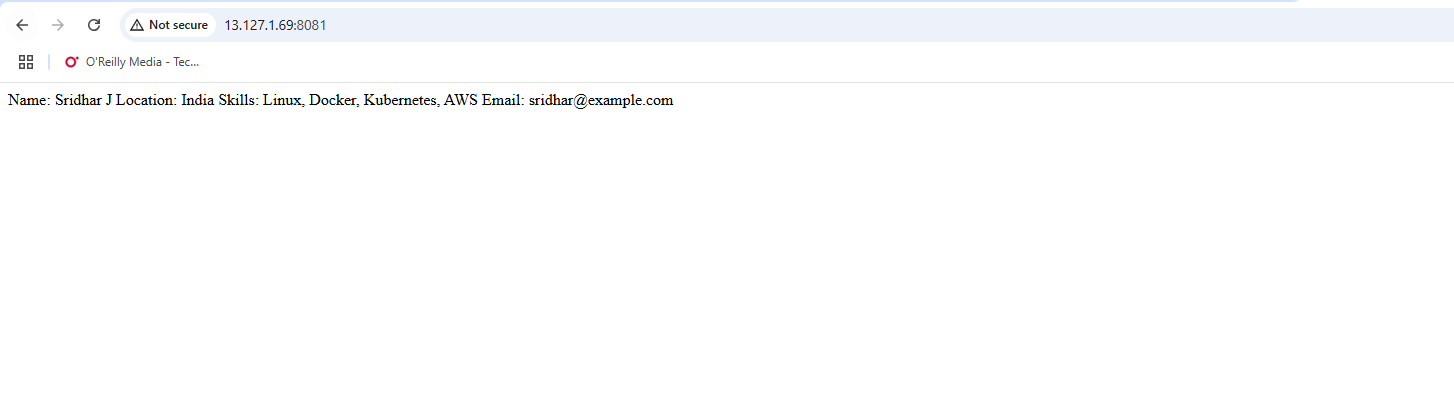 Not secure 13.127.1.69:8081
O'Reilly Media - Tec...
Name: Sridhar J Location: India Skills: Linux, Docker, Kubernetes, AWS Email: sridhar@example.com